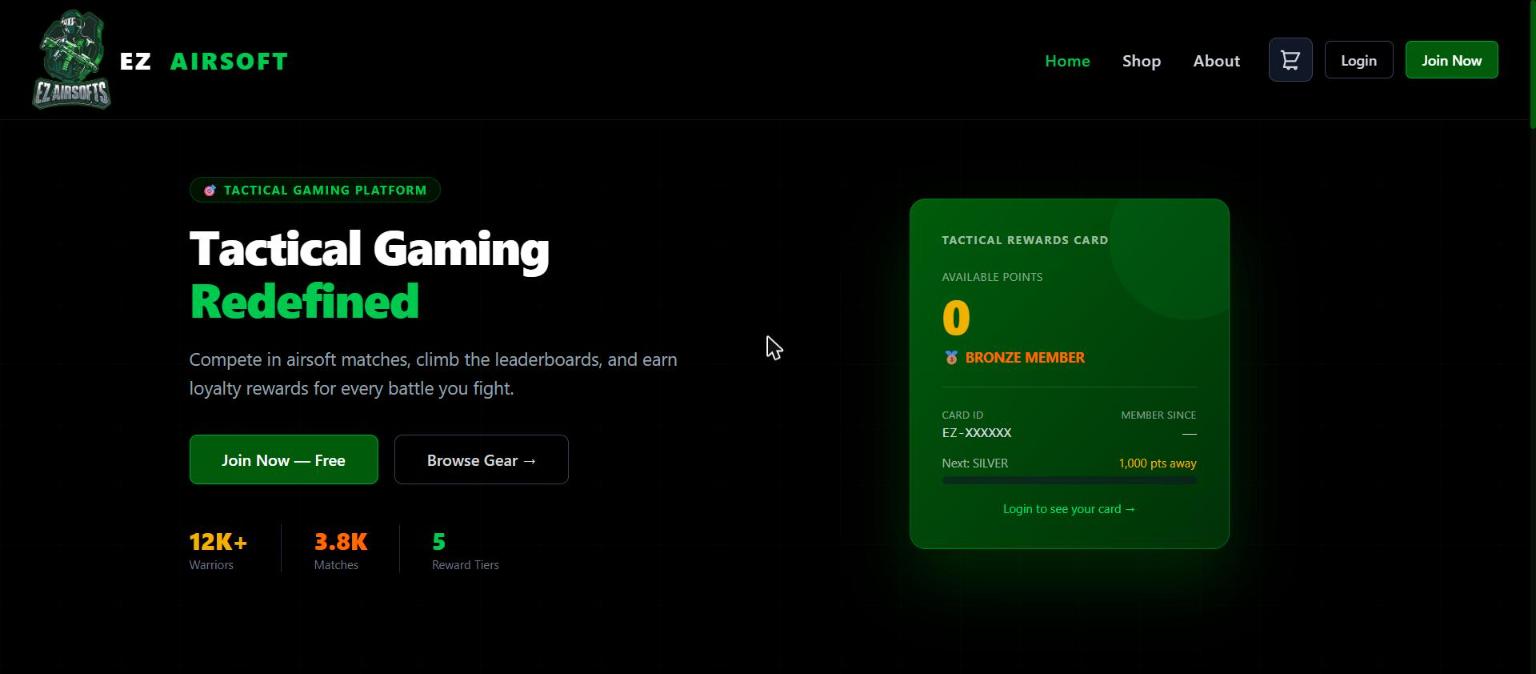 EZ AIRSOFTS
EZ AIRSOFT
Home
Shop
About
Login
Join Now
🎯 TACTICAL GAMING PLATFORM
Tactical Gaming
Redefined
Compete in airsoft matches, climb the leaderboards, and earn
loyalty rewards for every battle you fight.
Join Now — Free
Browse Gear →
12K+
Warriors
3.8K
Matches
5
Reward Tiers
TACTICAL REWARDS CARD
AVAILABLE POINTS
0
🥉 BRONZE MEMBER
CARD ID
MEMBER SINCE
EZ-XXXXXX
—
Next: SILVER
1,000 pts away
Login to see your card →